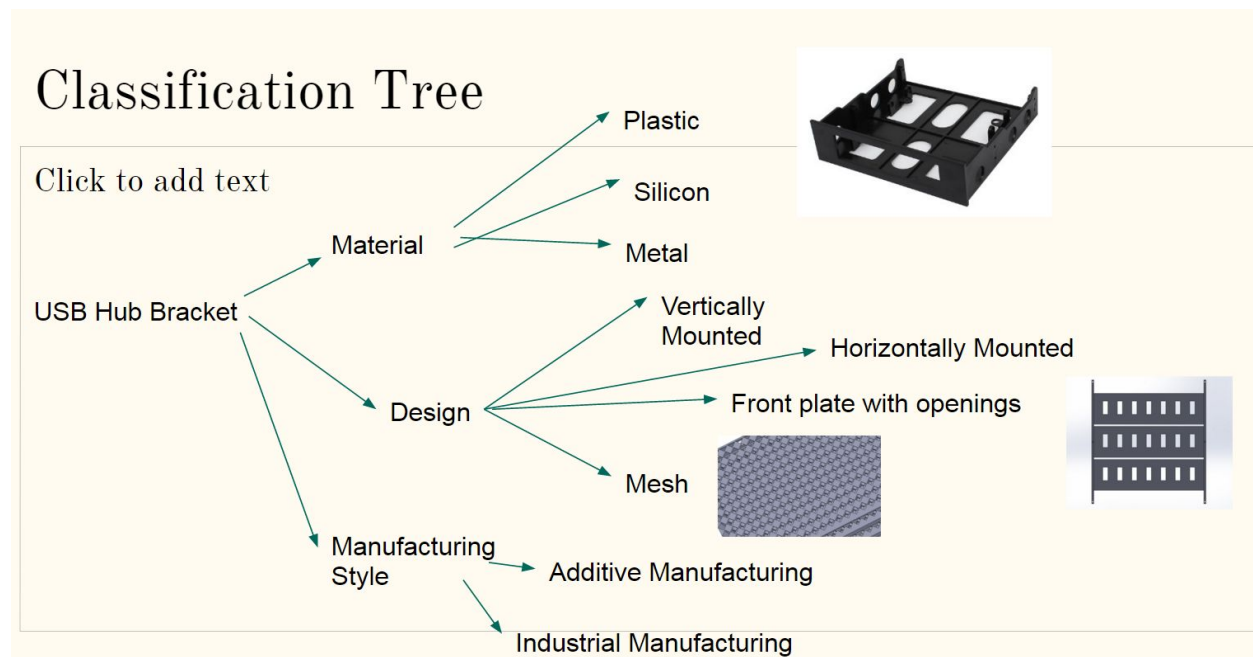 Classification Tree
Plastic
Click to add text
Silicon
Material
Metal
USB Hub Bracket
Vertically
Mounted
Horizontally Mounted
Design
Front plate with openings
Mesh
Manufacturing
Style
Additive Manufacturing
Industrial Manufacturing